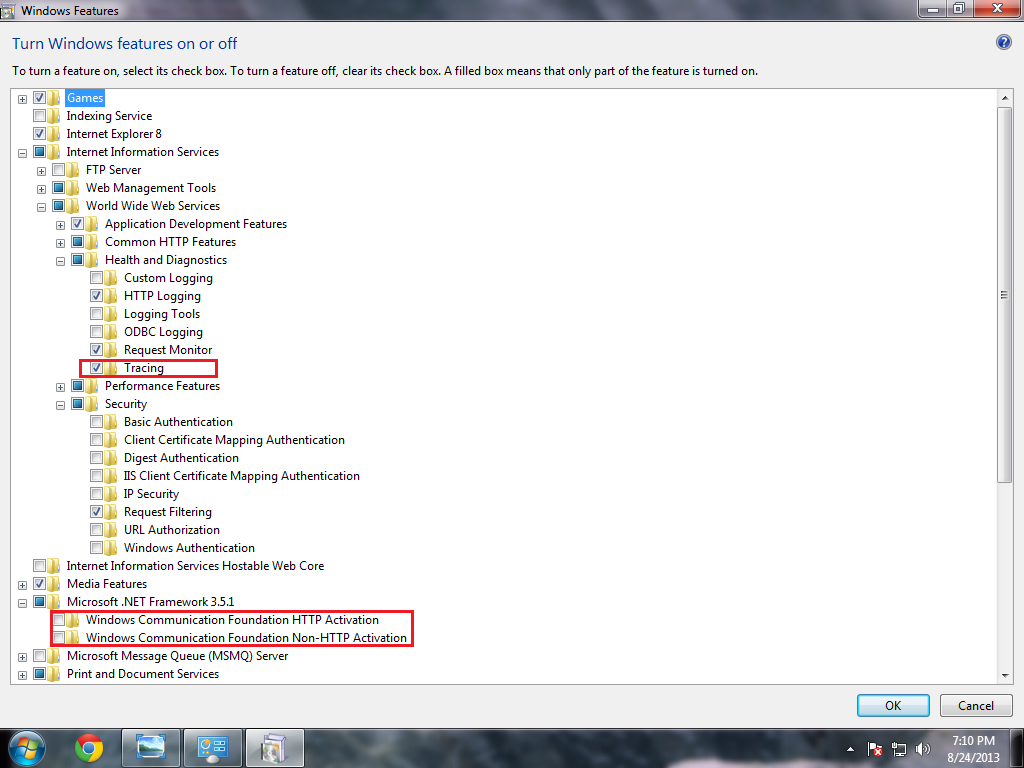 Windows Features
Turn Windows features on or off
To turn a feature on, select its check box. To turn a feature off, clear its check box. A filled box means that only part of the feature is turned on.
Games
Indexing Service
Internet Explorer 8
Internet Information Services
FTP Server
Web Management Tools
World Wide Web Services
Application Development Features
Common HTTP Features
Health and Diagnostics
Custom Logging
HTTP Logging
Logging Tools
ODBC Logging
Request Monitor
Tracing
Performance Features
Security
Basic Authentication
Client Certificate Mapping Authentication
Digest Authentication
IIS Client Certificate Mapping Authentication
IP Security
Request Filtering
URL Authorization
Windows Authentication
Internet Information Services Hostable Web Core
Media Features
Microsoft .NET Framework 3.5.1
Windows Communication Foundation HTTP Activation
Windows Communication Foundation Non-HTTP Activation
Microsoft Message Queue (MSMQ) Server
Print and Document Services
OK
Cancel
7:10 PM
8/24/2013